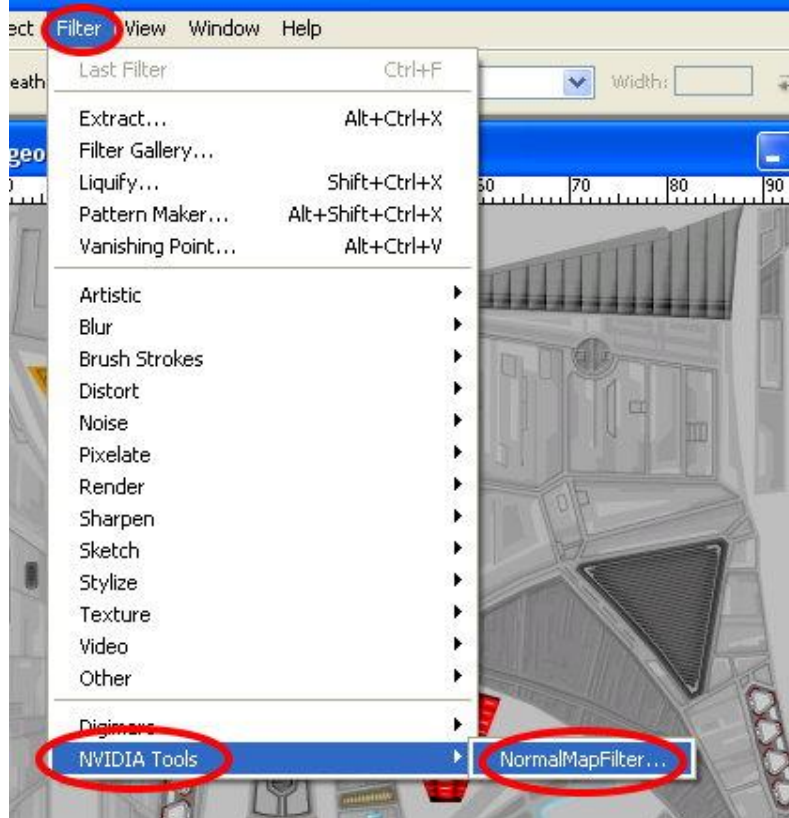 ect Filter View Window Help
eath Width:
geo
60 70 80 90
Last Filter Ctrl+F
Extract... Alt+Ctrl+X
Filter Gallery...
Liquify... Shift+Ctrl+X
Pattern Maker... Alt+Shift+Ctrl+X
Vanishing Point... Alt+Ctrl+V
Artistic
Blur
Brush Strokes
Distort
Noise
Pixelate
Render
Sharpen
Sketch
Stylize
Texture
Video
Other
Digimarc
NVIDIA Tools NormalMapFilter...